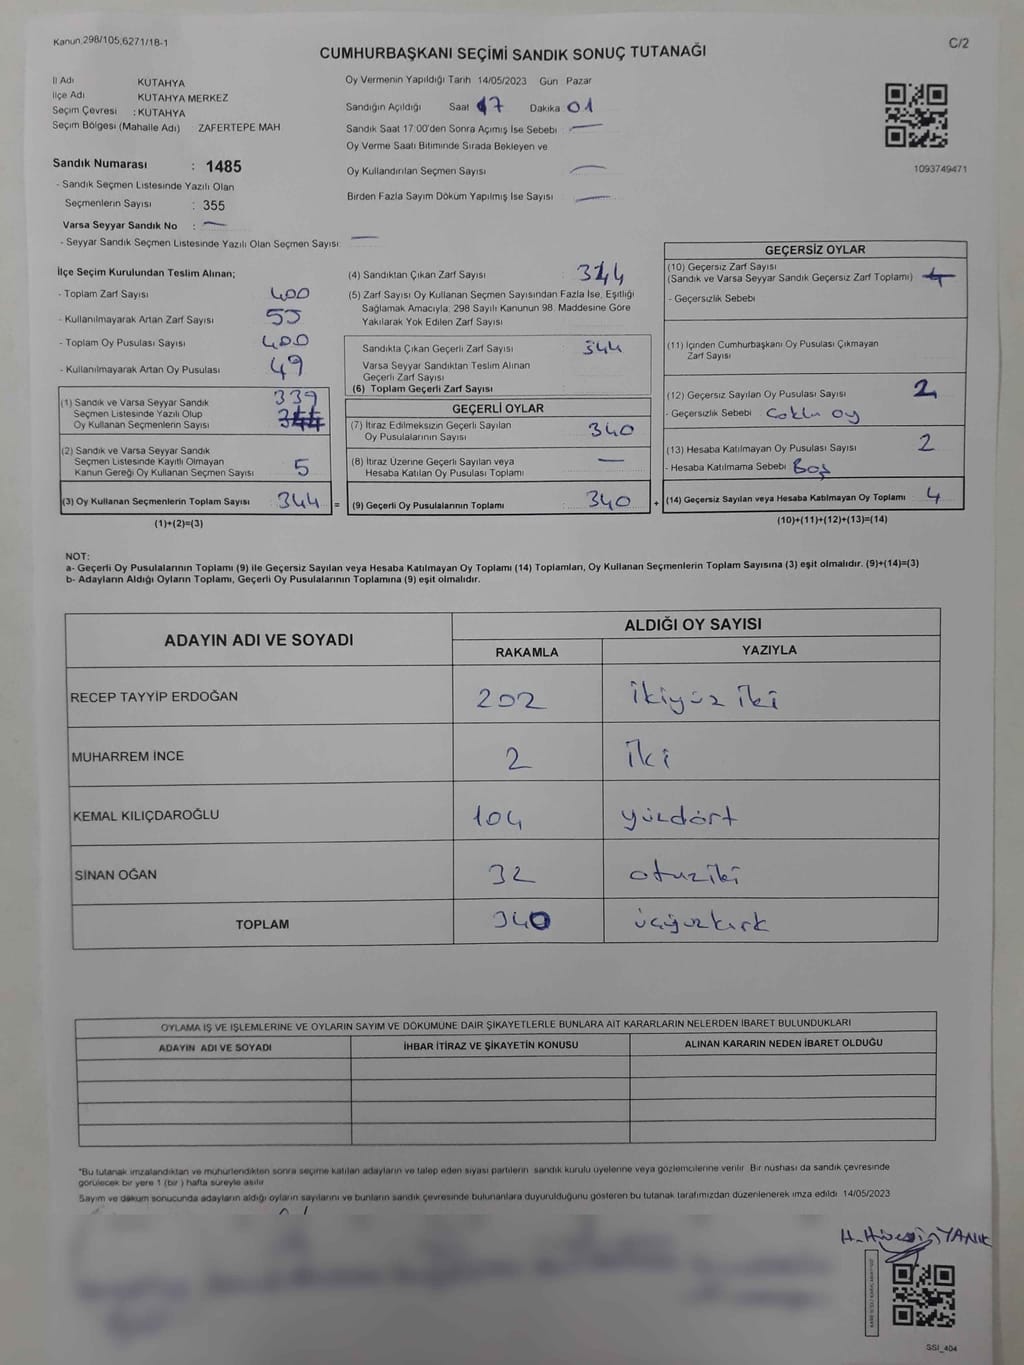 Kanun:298/105,6271/18-1
C/2
CUMHURBAŞKANI SEÇİMİ SANDIK SONUÇ TUTANAĞI
İl Adı KÜTAHYA
İlçe Adı KÜTAHYA MERKEZ
Seçim Çevresi : KÜTAHYA
Seçim Bölgesi (Mahalle Adı) ZAFERTEPE MAH
Sandık Numarası : 1485
- Sandık Seçmen Listesinde Yazılı Olan
Seçmenlerin Sayısı : 355
Varsa Seyyar Sandık No : —
- Seyyar Sandık Seçmen Listesinde Yazılı Olan Seçmen Sayısı: —
Oy Vermenin Yapıldığı Tarih 14/05/2023 Gün Pazar
Sandığın Açıldığı Saat 17 Dakika 01
Sandık Saat 17:00'den Sonra Açımış İse Sebebi —
Oy Verme Saati Bitiminde Sırada Bekleyen ve
Oy Kullandırılan Seçmen Sayısı —
Birden Fazla Sayım Döküm Yapılmış İse Sayısı —
1093749471
İlçe Seçim Kurulundan Teslim Alınan;
- Toplam Zarf Sayısı 400
- Kullanılmayarak Artan Zarf Sayısı 55
- Toplam Oy Pusulası Sayısı 400
- Kullanılmayarak Artan Oy Pusulası 49
(1) Sandık ve Varsa Seyyar Sandık
Seçmen Listesinde Yazılı Olup
Oy Kullanan Seçmenlerin Sayısı
339
344
(2) Sandık ve Varsa Seyyar Sandık
Seçmen Listesinde Kayıtlı Olmayan
Kanun Gereği Oy Kullanan Seçmen Sayısı 5
(3) Oy Kullanan Seçmenlerin Toplam Sayısı 344 =
(1)+(2)=(3)
(4) Sandıktan Çıkan Zarf Sayısı : 344
(5) Zarf Sayısı Oy Kullanan Seçmen Sayısından Fazla İse, Eşitliği
Sağlamak Amacıyla, 298 Sayılı Kanunun 98. Maddesine Göre
Yakılarak Yok Edilen Zarf Sayısı :
Sandıkta Çıkan Geçerli Zarf Sayısı : 344
Varsa Seyyar Sandıktan Teslim Alınan
Geçerli Zarf Sayısı
(6) Toplam Geçerli Zarf Sayısı
GEÇERLİ OYLAR
(7) İtiraz Edilmeksizin Geçerli Sayılan
Oy Pusulalarının Sayısı 340
(8) İtiraz Üzerine Geçerli Sayılan veya
Hesaba Katılan Oy Pusulası Toplamı —
(9) Geçerli Oy Pusulalarının Toplamı 340 +
GEÇERSİZ OYLAR
(10) Geçersiz Zarf Sayısı
(Sandık ve Varsa Seyyar Sandık Geçersiz Zarf Toplamı)
- Geçersizlik Sebebi
(11) İçinden Cumhurbaşkanı Oy Pusulası Çıkmayan
Zarf Sayısı
(12) Geçersiz Sayılan Oy Pusulası Sayısı 2
- Geçersizlik Sebebi Çoklu oy
(13) Hesaba Katılmayan Oy Pusulası Sayısı 2
- Hesaba Katılmama Sebebi Boş
(14) Geçersiz Sayılan veya Hesaba Katılmayan Oy Toplamı 4
(10)+(11)+(12)+(13)=(14)
NOT:
a- Geçerli Oy Pusulalarının Toplamı (9) ile Geçersiz Sayılan veya Hesaba Katılmayan Oy Toplamı (14) Toplamları, Oy Kullanan Seçmenlerin Toplam Sayısına (3) eşit olmalıdır. (9)+(14)=(3)
b- Adayların Aldığı Oyların Toplamı, Geçerli Oy Pusulalarının Toplamına (9) eşit olmalıdır.
ADAYIN ADI VE SOYADI
ALDIĞI OY SAYISI
RAKAMLA YAZIYLA
RECEP TAYYİP ERDOĞAN 202 ikiyüz iki
MUHARREM İNCE 2 iki
KEMAL KILIÇDAROĞLU 104 yüzdört
SİNAN OĞAN 32 otuziki
TOPLAM 340 üçyüzkırk
OYLAMA İŞ VE İŞLEMLERİNE VE OYLARIN SAYIM VE DÖKÜMÜNE DAİR ŞİKAYETLERLE BUNLARA AİT KARARLARIN NELERDEN İBARET BULUNDUKLARI
ADAYIN ADI VE SOYADI İHBAR İTİRAZ VE ŞİKAYETİN KONUSU ALINAN KARARIN NEDEN İBARET OLDUĞU
"Bu tutanak imzalandıktan ve mühürlendikten sonra seçime katılan adayların ve talep eden siyasi partilerin sandık kurulu üyelerine veya gözlemcilerine verilir. Bir nüshası da sandık çevresinde
görülecek bir yere 1 (bir) hafta süreyle asılır
Sayım ve döküm sonucunda adayların aldığı oyların sayılarını ve bunların sandık çevresinde bulunanlara duyurulduğunu gösteren bu tutanak tarafımızdan düzenlenerek imza edildi 14/05/2023
H. Hüseyin YANIK
SSİ_404